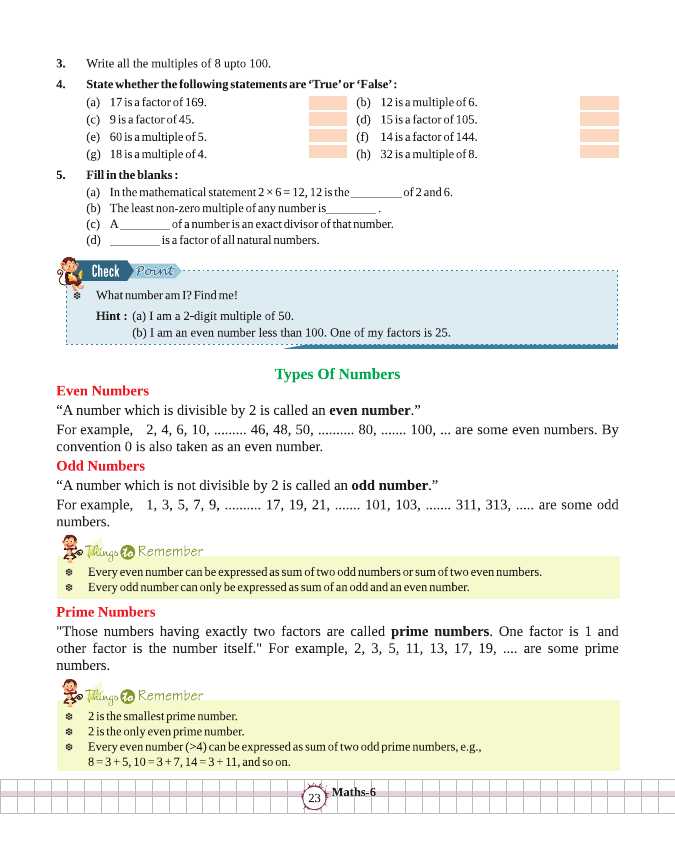 3. Write all the multiples of 8 upto 100.
4. State whether the following statements are ‘True’ or ‘False’ :
(a) 17 is a factor of 169. (b) 12 is a multiple of 6.
(c) 9 is a factor of 45. (d) 15 is a factor of 105.
(e) 60 is a multiple of 5. (f) 14 is a factor of 144.
(g) 18 is a multiple of 4. (h) 32 is a multiple of 8.
5. Fill in the blanks :
(a) In the mathematical statement 2 × 6 = 12, 12 is the ________ of 2 and 6.
(b) The least non-zero multiple of any number is ________ .
(c) A ________ of a number is an exact divisor of that number.
(d) ________ is a factor of all natural numbers.
Check Point
What number am I? Find me!
Hint : (a) I am a 2-digit multiple of 50.
(b) I am an even number less than 100. One of my factors is 25.
Types Of Numbers
Even Numbers
“A number which is divisible by 2 is called an even number.”
For example, 2, 4, 6, 10, ......... 46, 48, 50, .......... 80, ....... 100, ... are some even numbers. By
convention 0 is also taken as an even number.
Odd Numbers
“A number which is not divisible by 2 is called an odd number.”
For example, 1, 3, 5, 7, 9, .......... 17, 19, 21, ....... 101, 103, ....... 311, 313, ..... are some odd
numbers.
Things to Remember
Every even number can be expressed as sum of two odd numbers or sum of two even numbers.
Every odd number can only be expressed as sum of an odd and an even number.
Prime Numbers
"Those numbers having exactly two factors are called prime numbers. One factor is 1 and
other factor is the number itself." For example, 2, 3, 5, 11, 13, 17, 19, .... are some prime
numbers.
Things to Remember
2 is the smallest prime number.
2 is the only even prime number.
Every even number (>4) can be expressed as sum of two odd prime numbers, e.g.,
8 = 3 + 5, 10 = 3 + 7, 14 = 3 + 11, and so on.
23 Maths-6